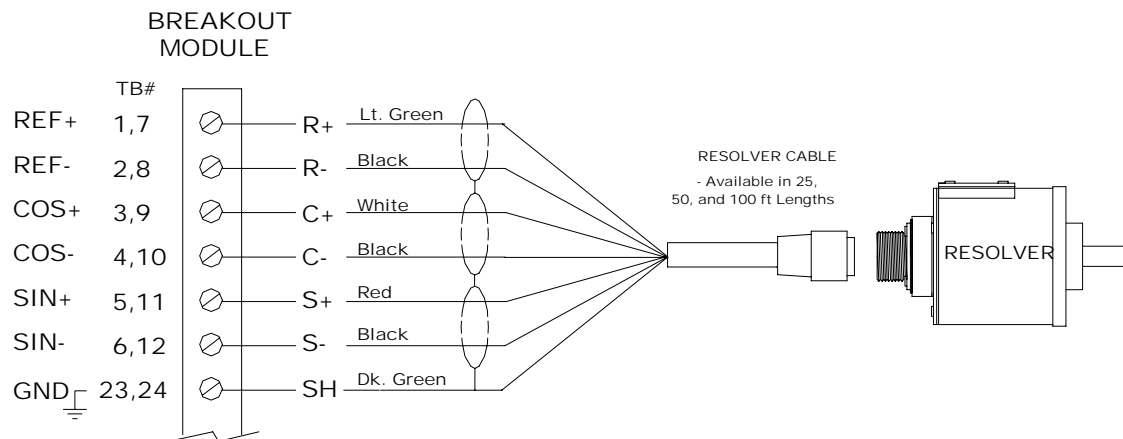 BREAKOUT
MODULE
TB#
REF+ 1,7 R+ Lt. Green
REF- 2,8 R- Black
COS+ 3,9 C+ White
COS- 4,10 C- Black
SIN+ 5,11 S+ Red
SIN- 6,12 S- Black
GND 23,24 SH Dk. Green
RESOLVER CABLE
- Available in 25,
50, and 100 ft Lengths
RESOLVER